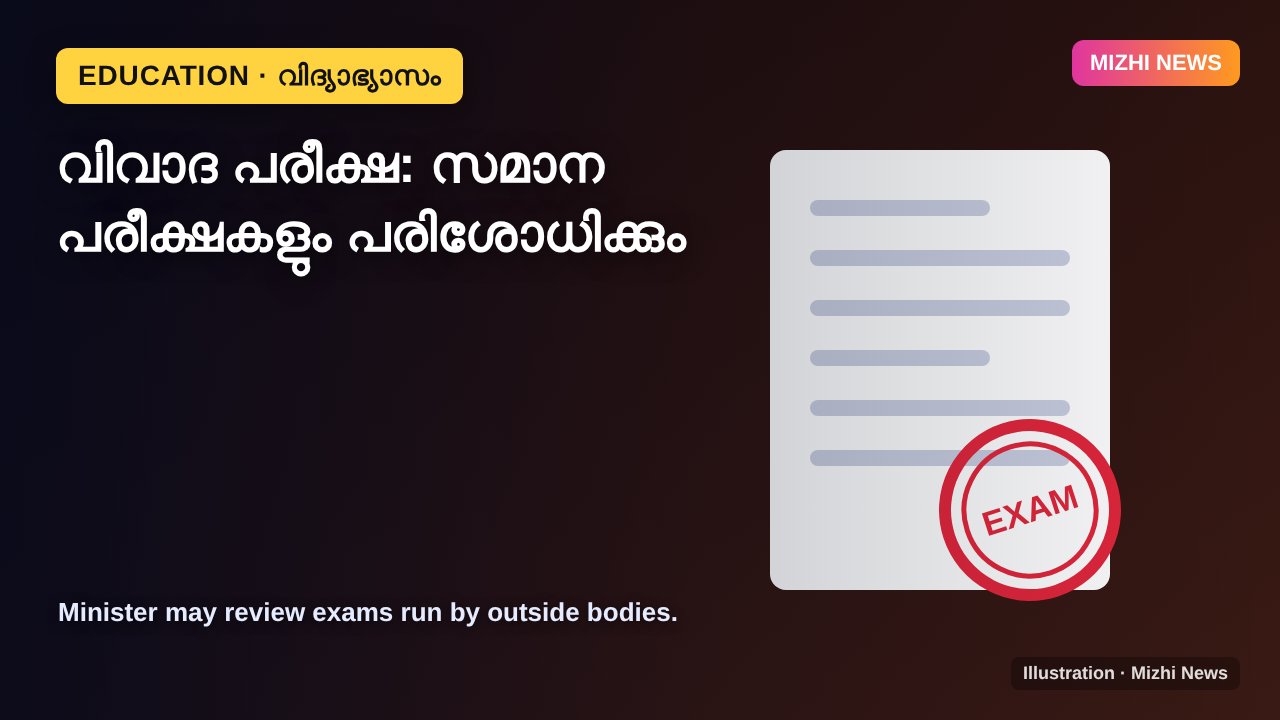 EDUCATION · വിദ്യാഭ്യാസം
MIZHI NEWS
വിവാദ പരീക്ഷ: സമാന
പരീക്ഷകളും പരിശോധിക്കും
EXAM
Minister may review exams run by outside bodies.
Illustration · Mizhi News